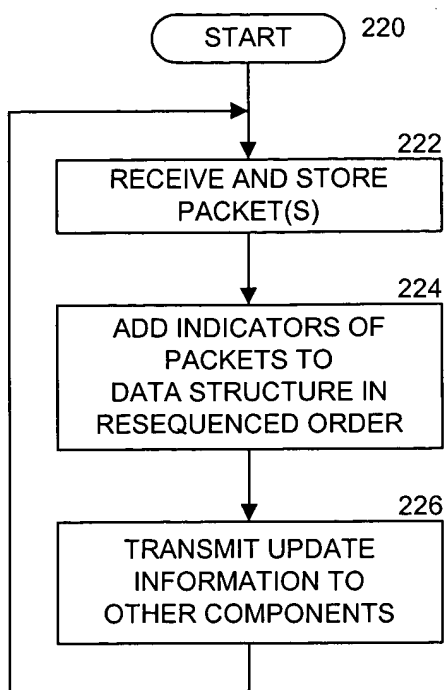 START
220
222
RECEIVE AND STORE
PACKET(S)
224
ADD INDICATORS OF
PACKETS TO
DATA STRUCTURE IN
RESEQUENCED ORDER
226
TRANSMIT UPDATE
INFORMATION TO
OTHER COMPONENTS